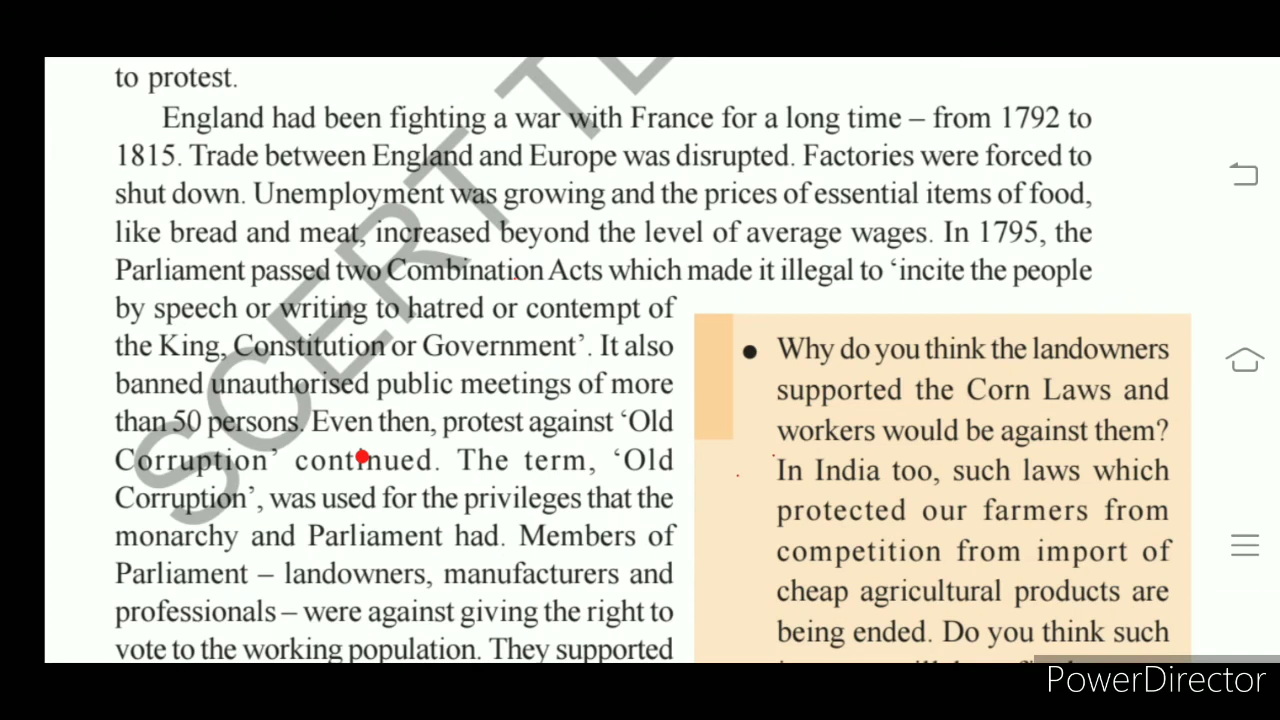 to protest.
England had been fighting a war with France for a long time – from 1792 to
1815. Trade between England and Europe was disrupted. Factories were forced to
shut down. Unemployment was growing and the prices of essential items of food,
like bread and meat, increased beyond the level of average wages. In 1795, the
Parliament passed two Combination Acts which made it illegal to ‘incite the people
by speech or writing to hatred or contempt of
the King, Constitution or Government’. It also
banned unauthorised public meetings of more
than 50 persons. Even then, protest against ‘Old
Corruption’ continued. The term, ‘Old
Corruption’, was used for the privileges that the
monarchy and Parliament had. Members of
Parliament – landowners, manufacturers and
professionals – were against giving the right to
vote to the working population. They supported
● Why do you think the landowners
supported the Corn Laws and
workers would be against them?
In India too, such laws which
protected our farmers from
competition from import of
cheap agricultural products are
being ended. Do you think such
SCERT TE
PowerDirector